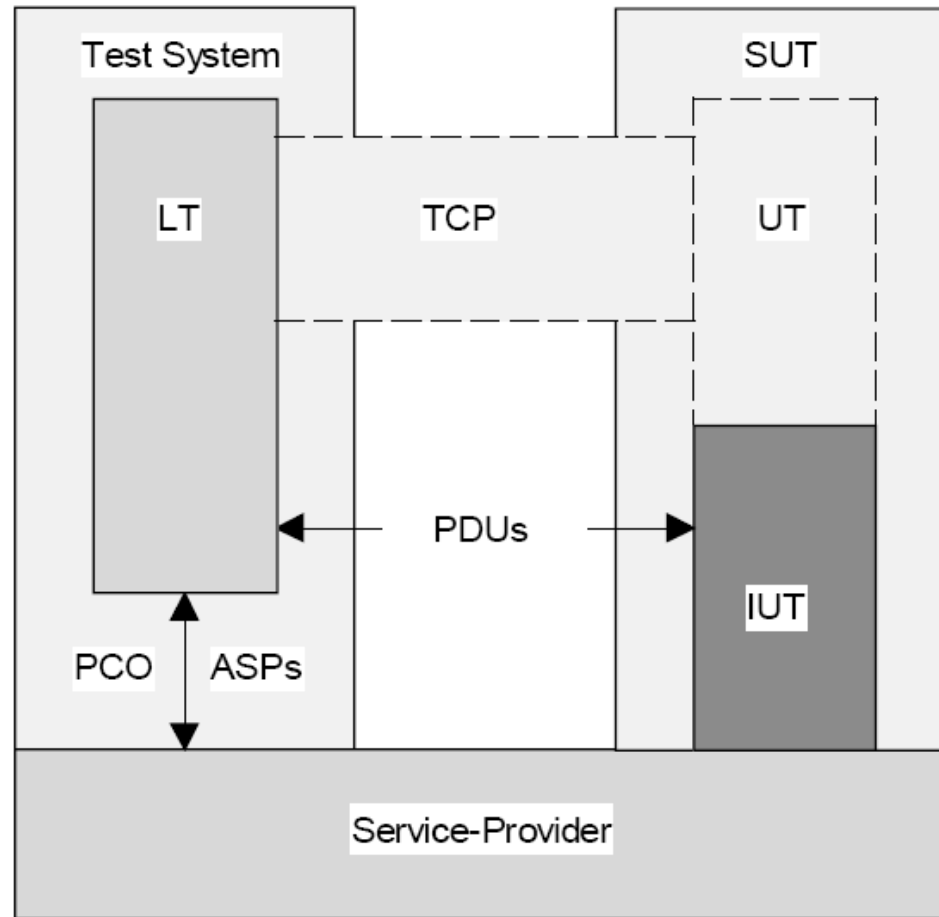 Test System
SUT
LT
TCP
UT
PDUs
IUT
PCO
ASPs
Service-Provider